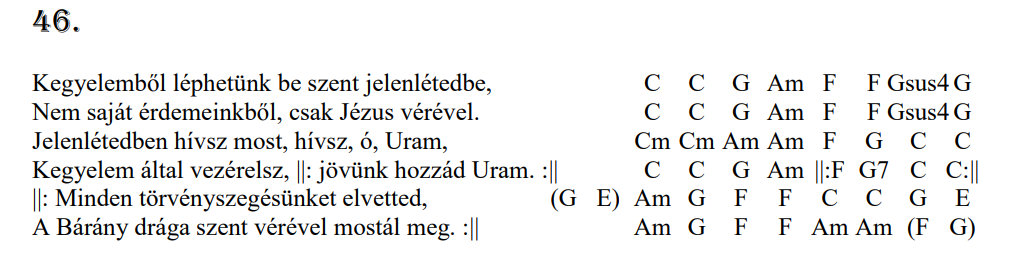 46.
Kegyelemből léphetünk be szent jelenlétedbe, C C G Am F F Gsus4 G
Nem saját érdemeinkből, csak Jézus vérével. C C G Am F F Gsus4 G
Jelenlétedben hívsz most, hívsz, ó, Uram, Cm Cm Am Am F G C C
Kegyelem által vezérelsz, ||: jövünk hozzád Uram. :|| C C G Am ||:F G7 C C:||
||: Minden törvényszegésünket elvetted, (G E) Am G F F C C G E
A Bárány drága szent vérével mostál meg. :|| Am G F F Am Am (F G)